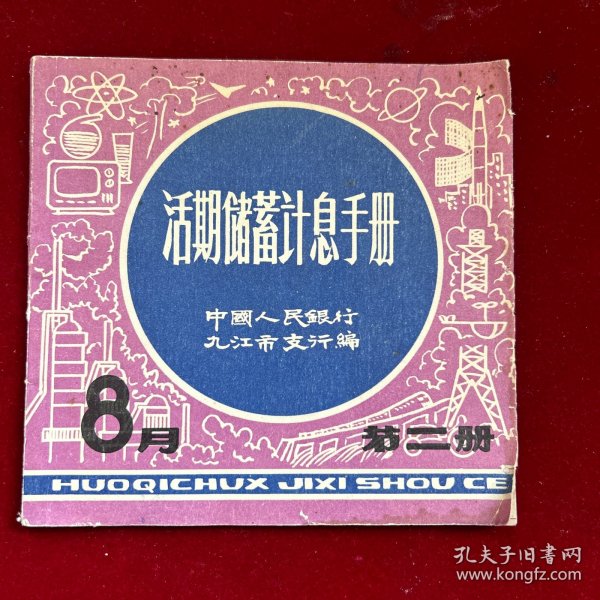 活期储蓄计息手册
中國人民銀行
九江市支行編
8月
第二册
HUOQICHUX JIXI SHOU CE
孔夫子旧书网
www.kongfz.com